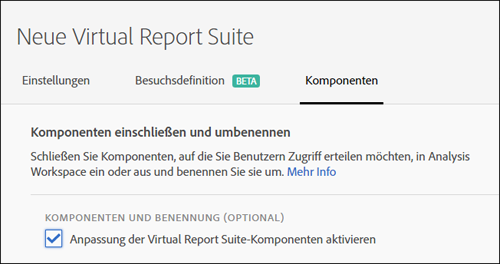 Neue Virtual Report Suite
Einstellungen Besuchsdefinition BETA Komponenten
Komponenten einschließen und umbenennen
Schließen Sie Komponenten, auf die Sie Benutzern Zugriff erteilen möchten, in Analysis
Workspace ein oder aus und benennen Sie sie um. Mehr Info
KOMPONENTEN UND BENENNUNG (OPTIONAL)
Anpassung der Virtual Report Suite-Komponenten aktivieren